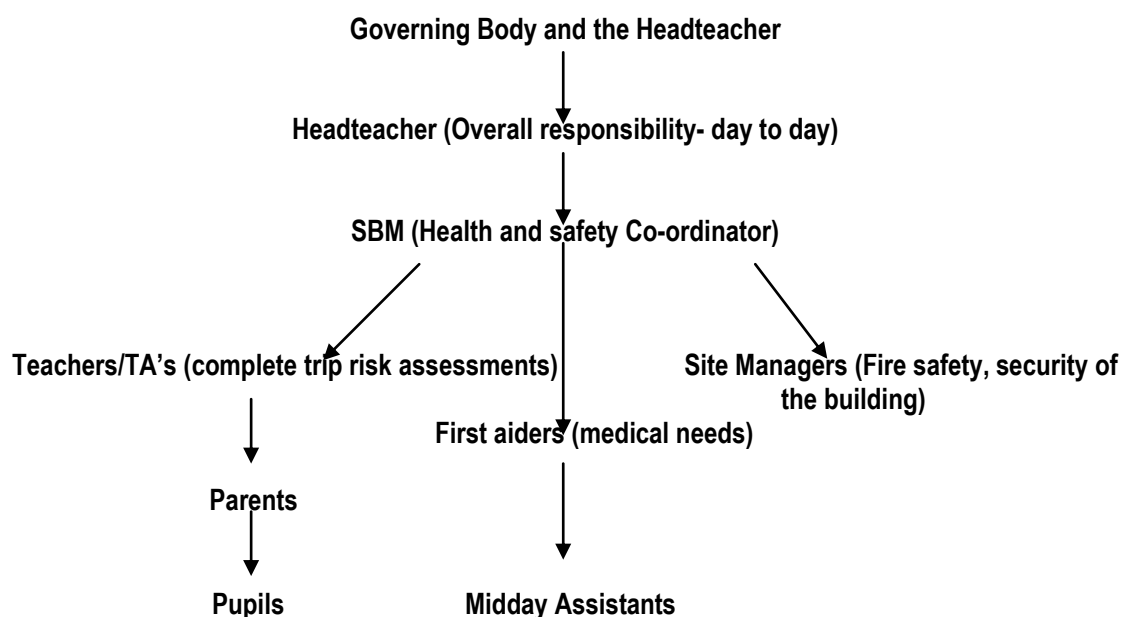 Governing Body and the Headteacher
Headteacher (Overall responsibility- day to day)
SBM (Health and safety Co-ordinator)
Teachers/TA’s (complete trip risk assessments)
Site Managers (Fire safety, security of
the building)
First aiders (medical needs)
Parents
Pupils
Midday Assistants